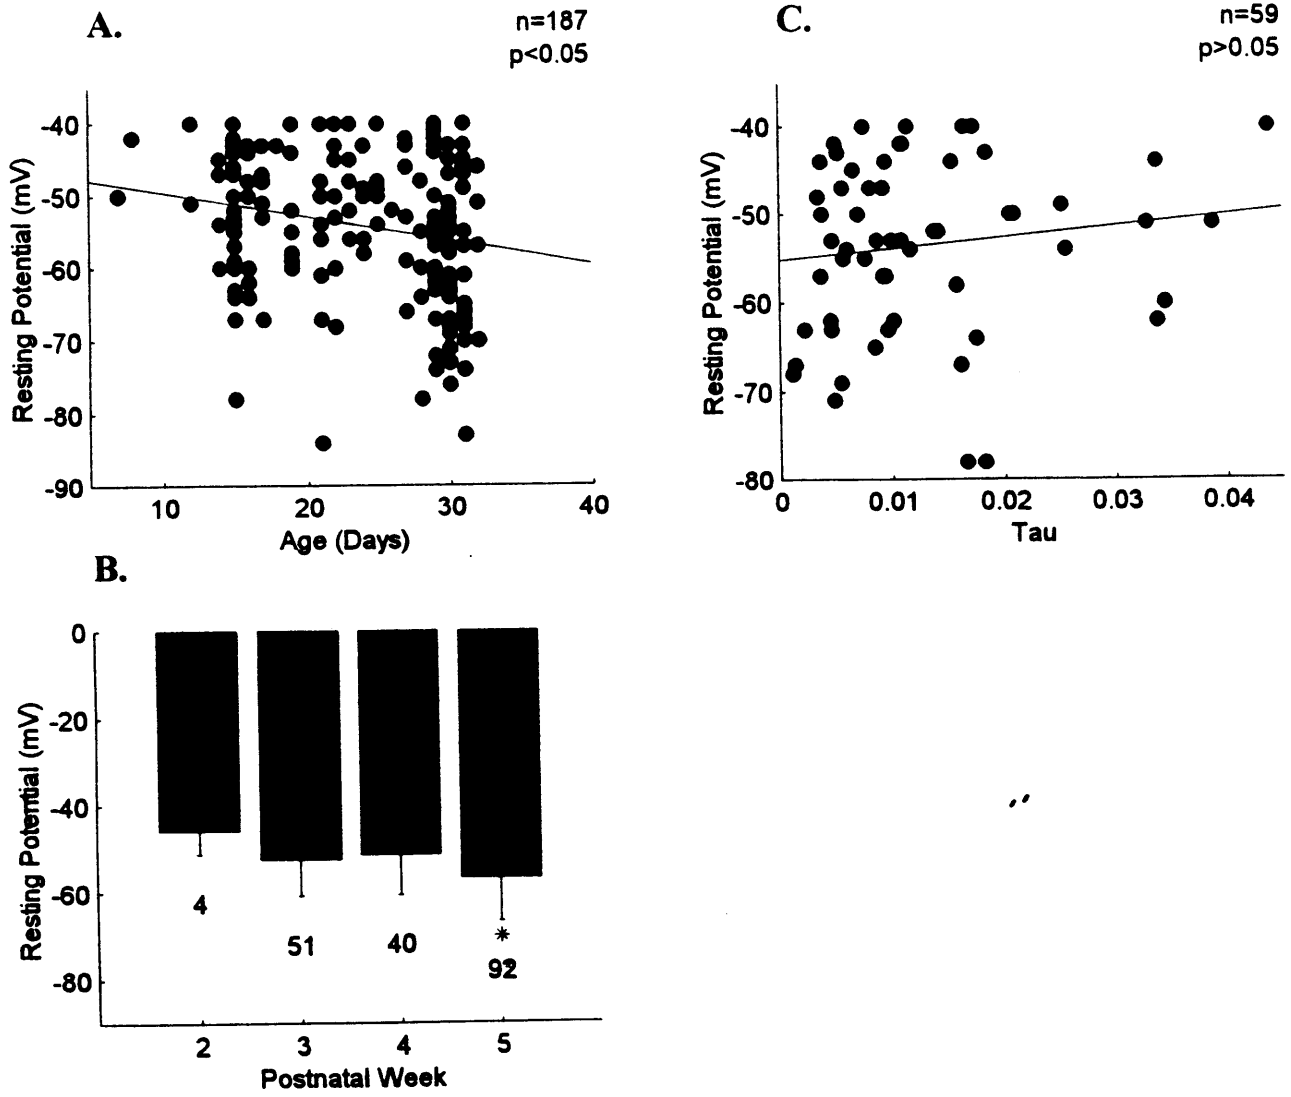 A.
n=187
p<0.05
-40
-50
-60
-70
-80
-90
Resting Potential (mV)
10 20 30 40
Age (Days)
C.
n=59
p>0.05
-40
-50
-60
-70
-80
Resting Potential (mV)
0 0.01 0.02 0.03 0.04
Tau
B.
0
-20
-40
-60
-80
Resting Potential (mV)
4
51
40
*
92
2 3 4 5
Postnatal Week